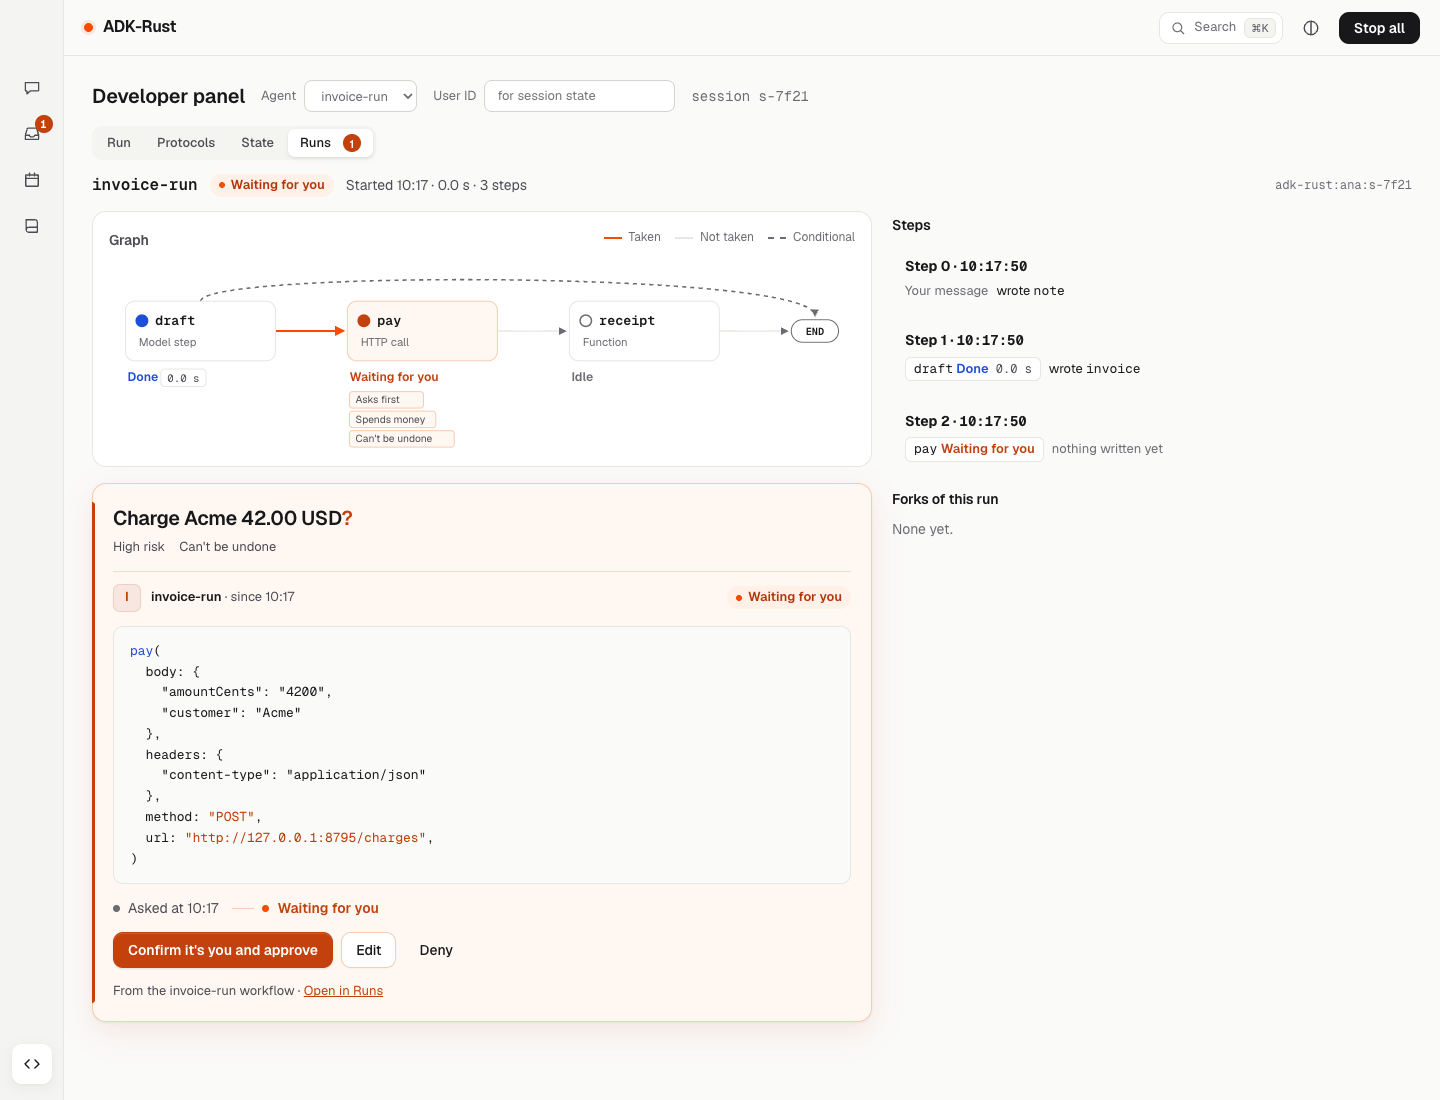 ADK-Rust
Search ⌘K
Stop all
1
Developer panel
Agent invoice-run
User ID for session state
session s-7f21
Run Protocols State Runs 1
invoice-run Waiting for you Started 10:17 · 0.0 s · 3 steps
adk-rust:ana:s-7f21
Graph
Taken Not taken Conditional
draft
Model step
Done 0.0 s
pay
HTTP call
Waiting for you
Asks first
Spends money
Can't be undone
receipt
Function
Idle
END
Steps
Step 0 · 10:17:50
Your message wrote note
Step 1 · 10:17:50
draft Done 0.0 s wrote invoice
Step 2 · 10:17:50
pay Waiting for you nothing written yet
Forks of this run
None yet.
Charge Acme 42.00 USD?
High risk Can't be undone
I invoice-run · since 10:17
Waiting for you
pay(
body: {
"amountCents": "4200",
"customer": "Acme"
},
headers: {
"content-type": "application/json"
},
method: "POST",
url: "http://127.0.0.1:8795/charges",
)
Asked at 10:17 Waiting for you
Confirm it's you and approve Edit Deny
From the invoice-run workflow · Open in Runs